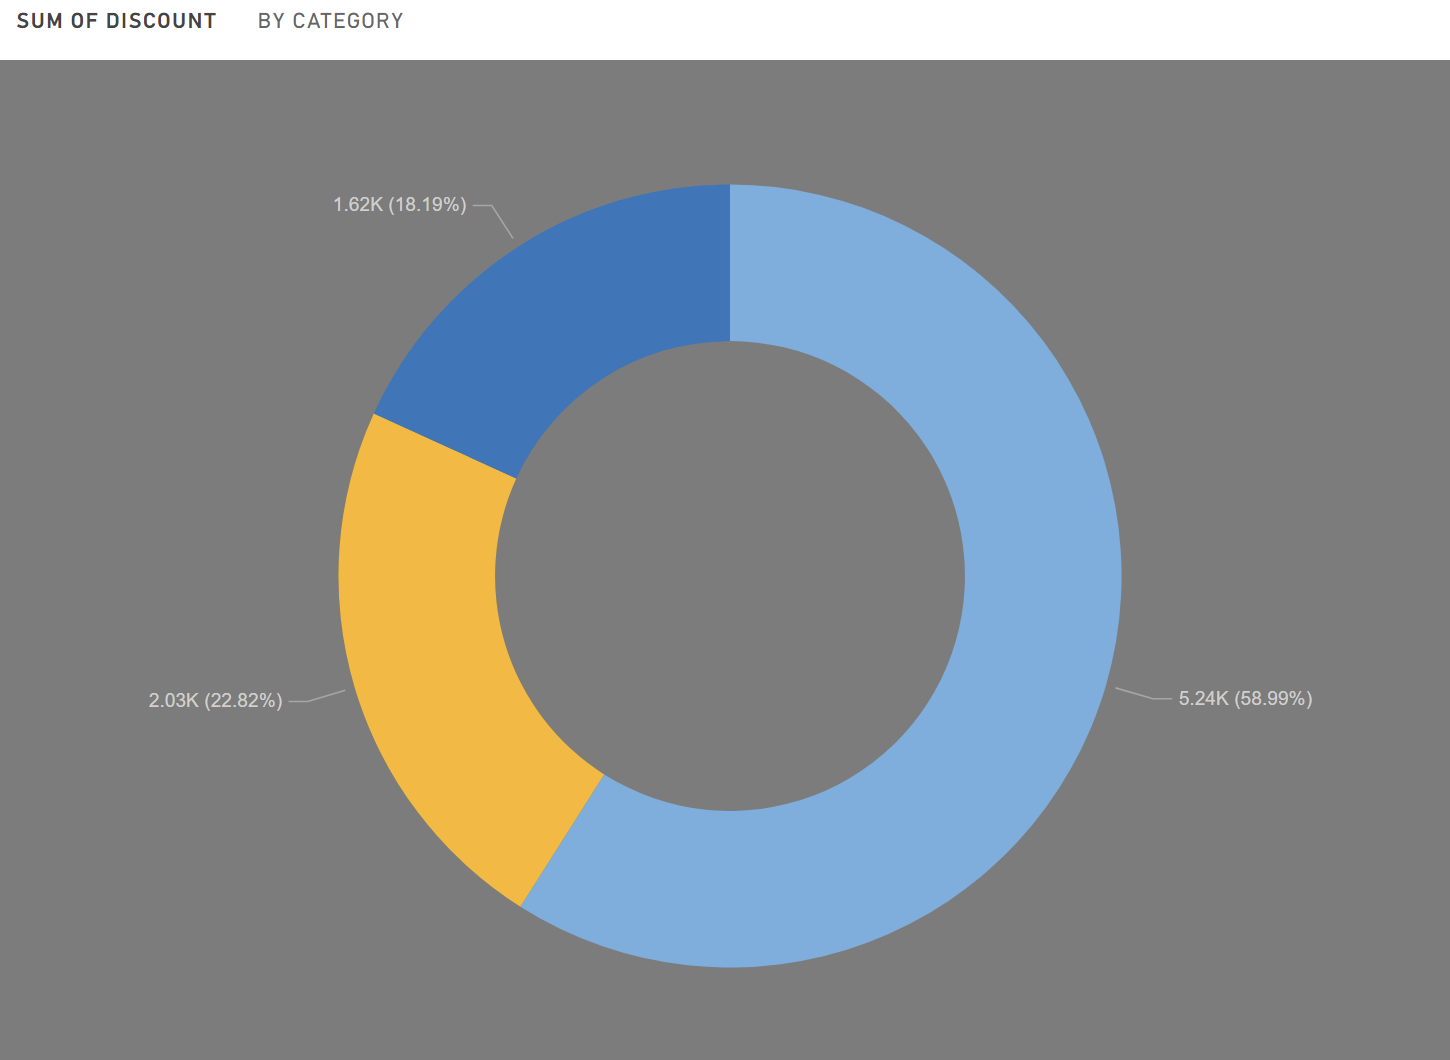 SUM OF DISCOUNT BY CATEGORY
1.62K (18.19%)
2.03K (22.82%)
5.24K (58.99%)